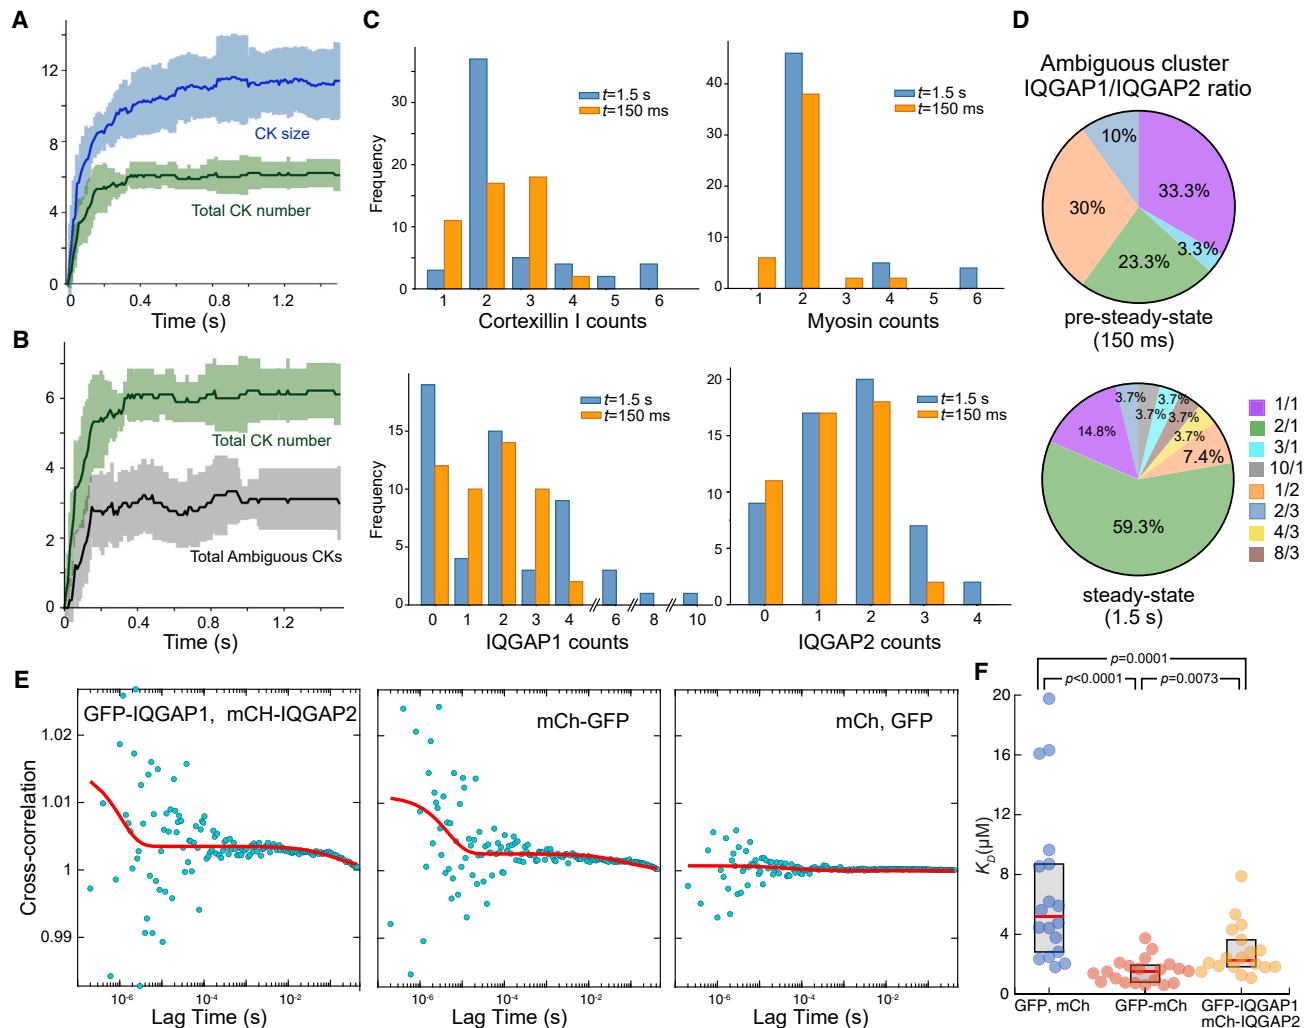 A
12
8
4
0
CK size
Total CK number
0
0.4
0.8
1.2
Time (s)
B
6
4
2
0
Total CK number
Total Ambiguous CKs
0
0.4
0.8
1.2
Time (s)
C
Frequency
30
20
10
0
t=1.5 s
t=150 ms
1
2
3
4
5
6
Cortexillin I counts
40
30
20
10
0
t=1.5 s
t=150 ms
1
2
3
4
5
6
Myosin counts
Frequency
15
10
5
0
t=1.5 s
t=150 ms
0
1
2
3
4
6
8
10
IQGAP1 counts
20
15
10
5
0
t=1.5 s
t=150 ms
0
1
2
3
4
IQGAP2 counts
D
Ambiguous cluster
IQGAP1/IQGAP2 ratio
10%
33.3%
30%
3.3%
23.3%
pre-steady-state
(150 ms)
3.7%
3.7%
3.7%
3.7%
3.7%
14.8%
7.4%
59.3%
steady-state
(1.5 s)
1/1
2/1
3/1
10/1
1/2
2/3
4/3
8/3
E
Cross-correlation
1.02
1.01
1
0.99
GFP-IQGAP1, mCH-IQGAP2
10-6
10-4
10-2
Lag Time (s)
mCh-GFP
10-6
10-4
10-2
Lag Time (s)
mCh, GFP
10-6
10-4
10-2
Lag Time (s)
F
p=0.0001
p<0.0001
p=0.0073
KD(μM)
20
16
12
8
4
0
GFP, mCh
GFP-mCh
GFP-IQGAP1
mCh-IQGAP2